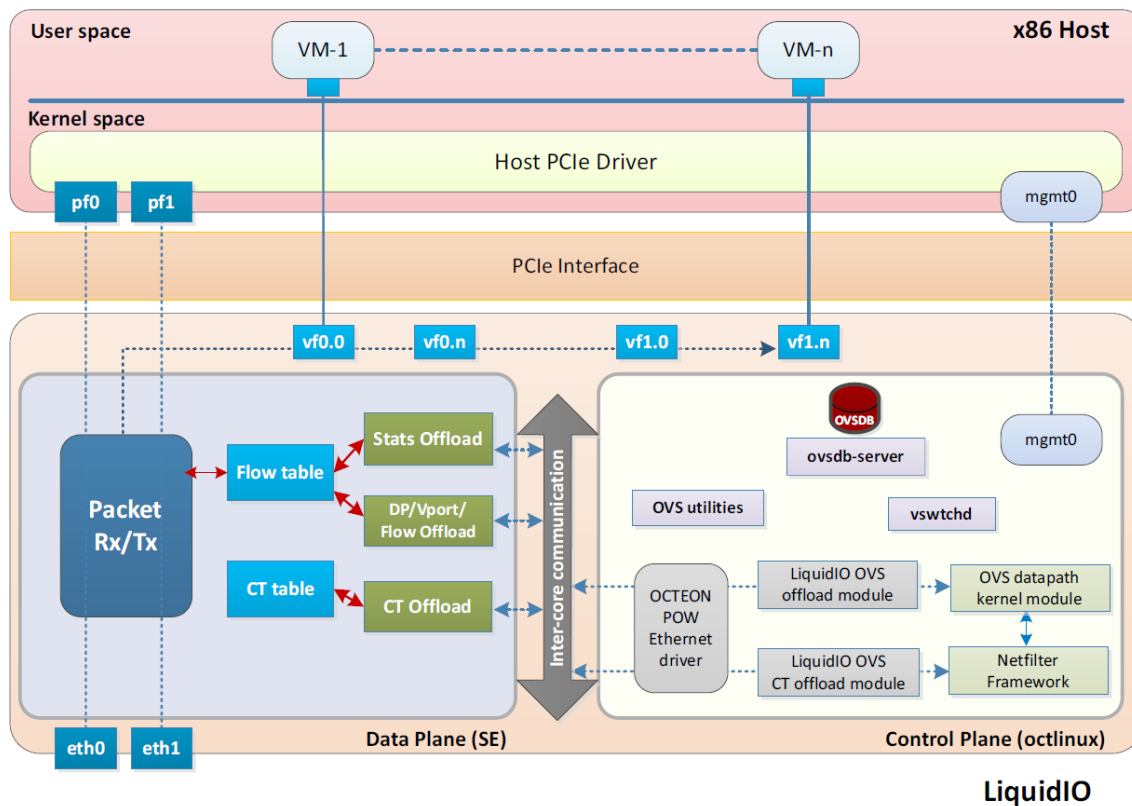 User space
VM-1
VM-n
x86 Host
Kernel space
Host PCIe Driver
pf0
pf1
mgmt0
PCIe Interface
vf0.0
vf0.n
vf1.0
vf1.n
Packet
Rx/Tx
Flow table
CT table
Stats Offload
DP/Vport/
Flow Offload
CT Offload
Inter-core communication
OVSDB
ovsdb-server
mgmt0
OVS utilities
vswtchd
OCTEON
POW
Ethernet
driver
LiquidIO OVS
offload module
OVS datapath
kernel module
LiquidIO OVS
CT offload module
Netfilter
Framework
eth0
eth1
Data Plane (SE)
Control Plane (octlinux)
LiquidIO